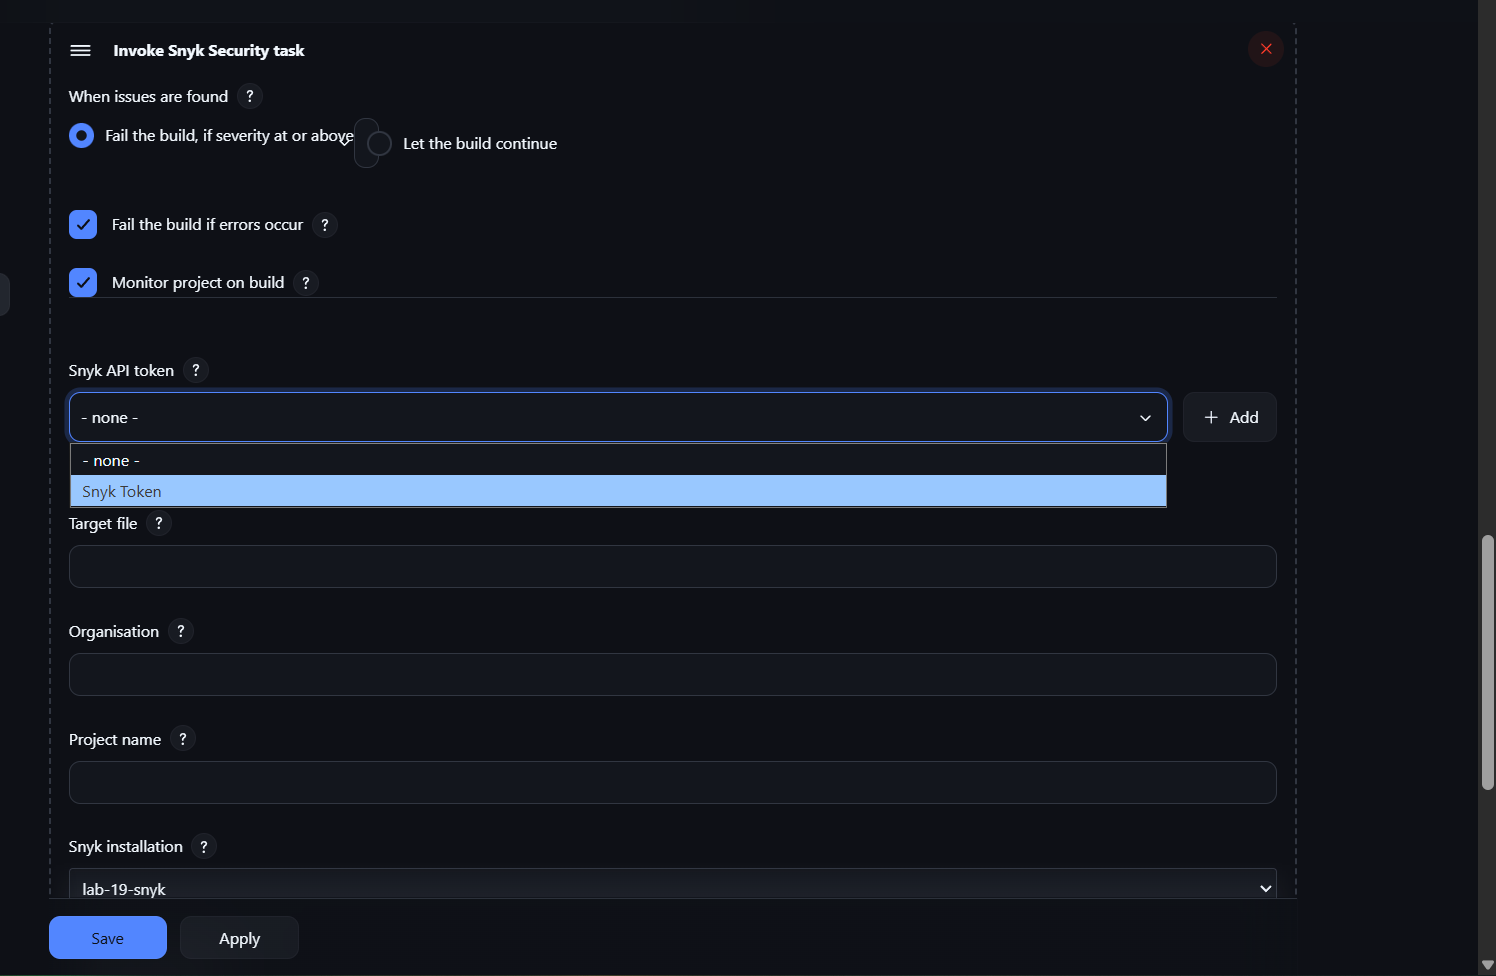 Invoke Snyk Security task
When issues are found ?
Fail the build, if severity at or above
Let the build continue
Fail the build if errors occur ?
Monitor project on build ?
Snyk API token ?
- none -
+ Add
- none -
Snyk Token
Target file ?
Organisation ?
Project name ?
Snyk installation ?
lab-19-snyk
Save
Apply